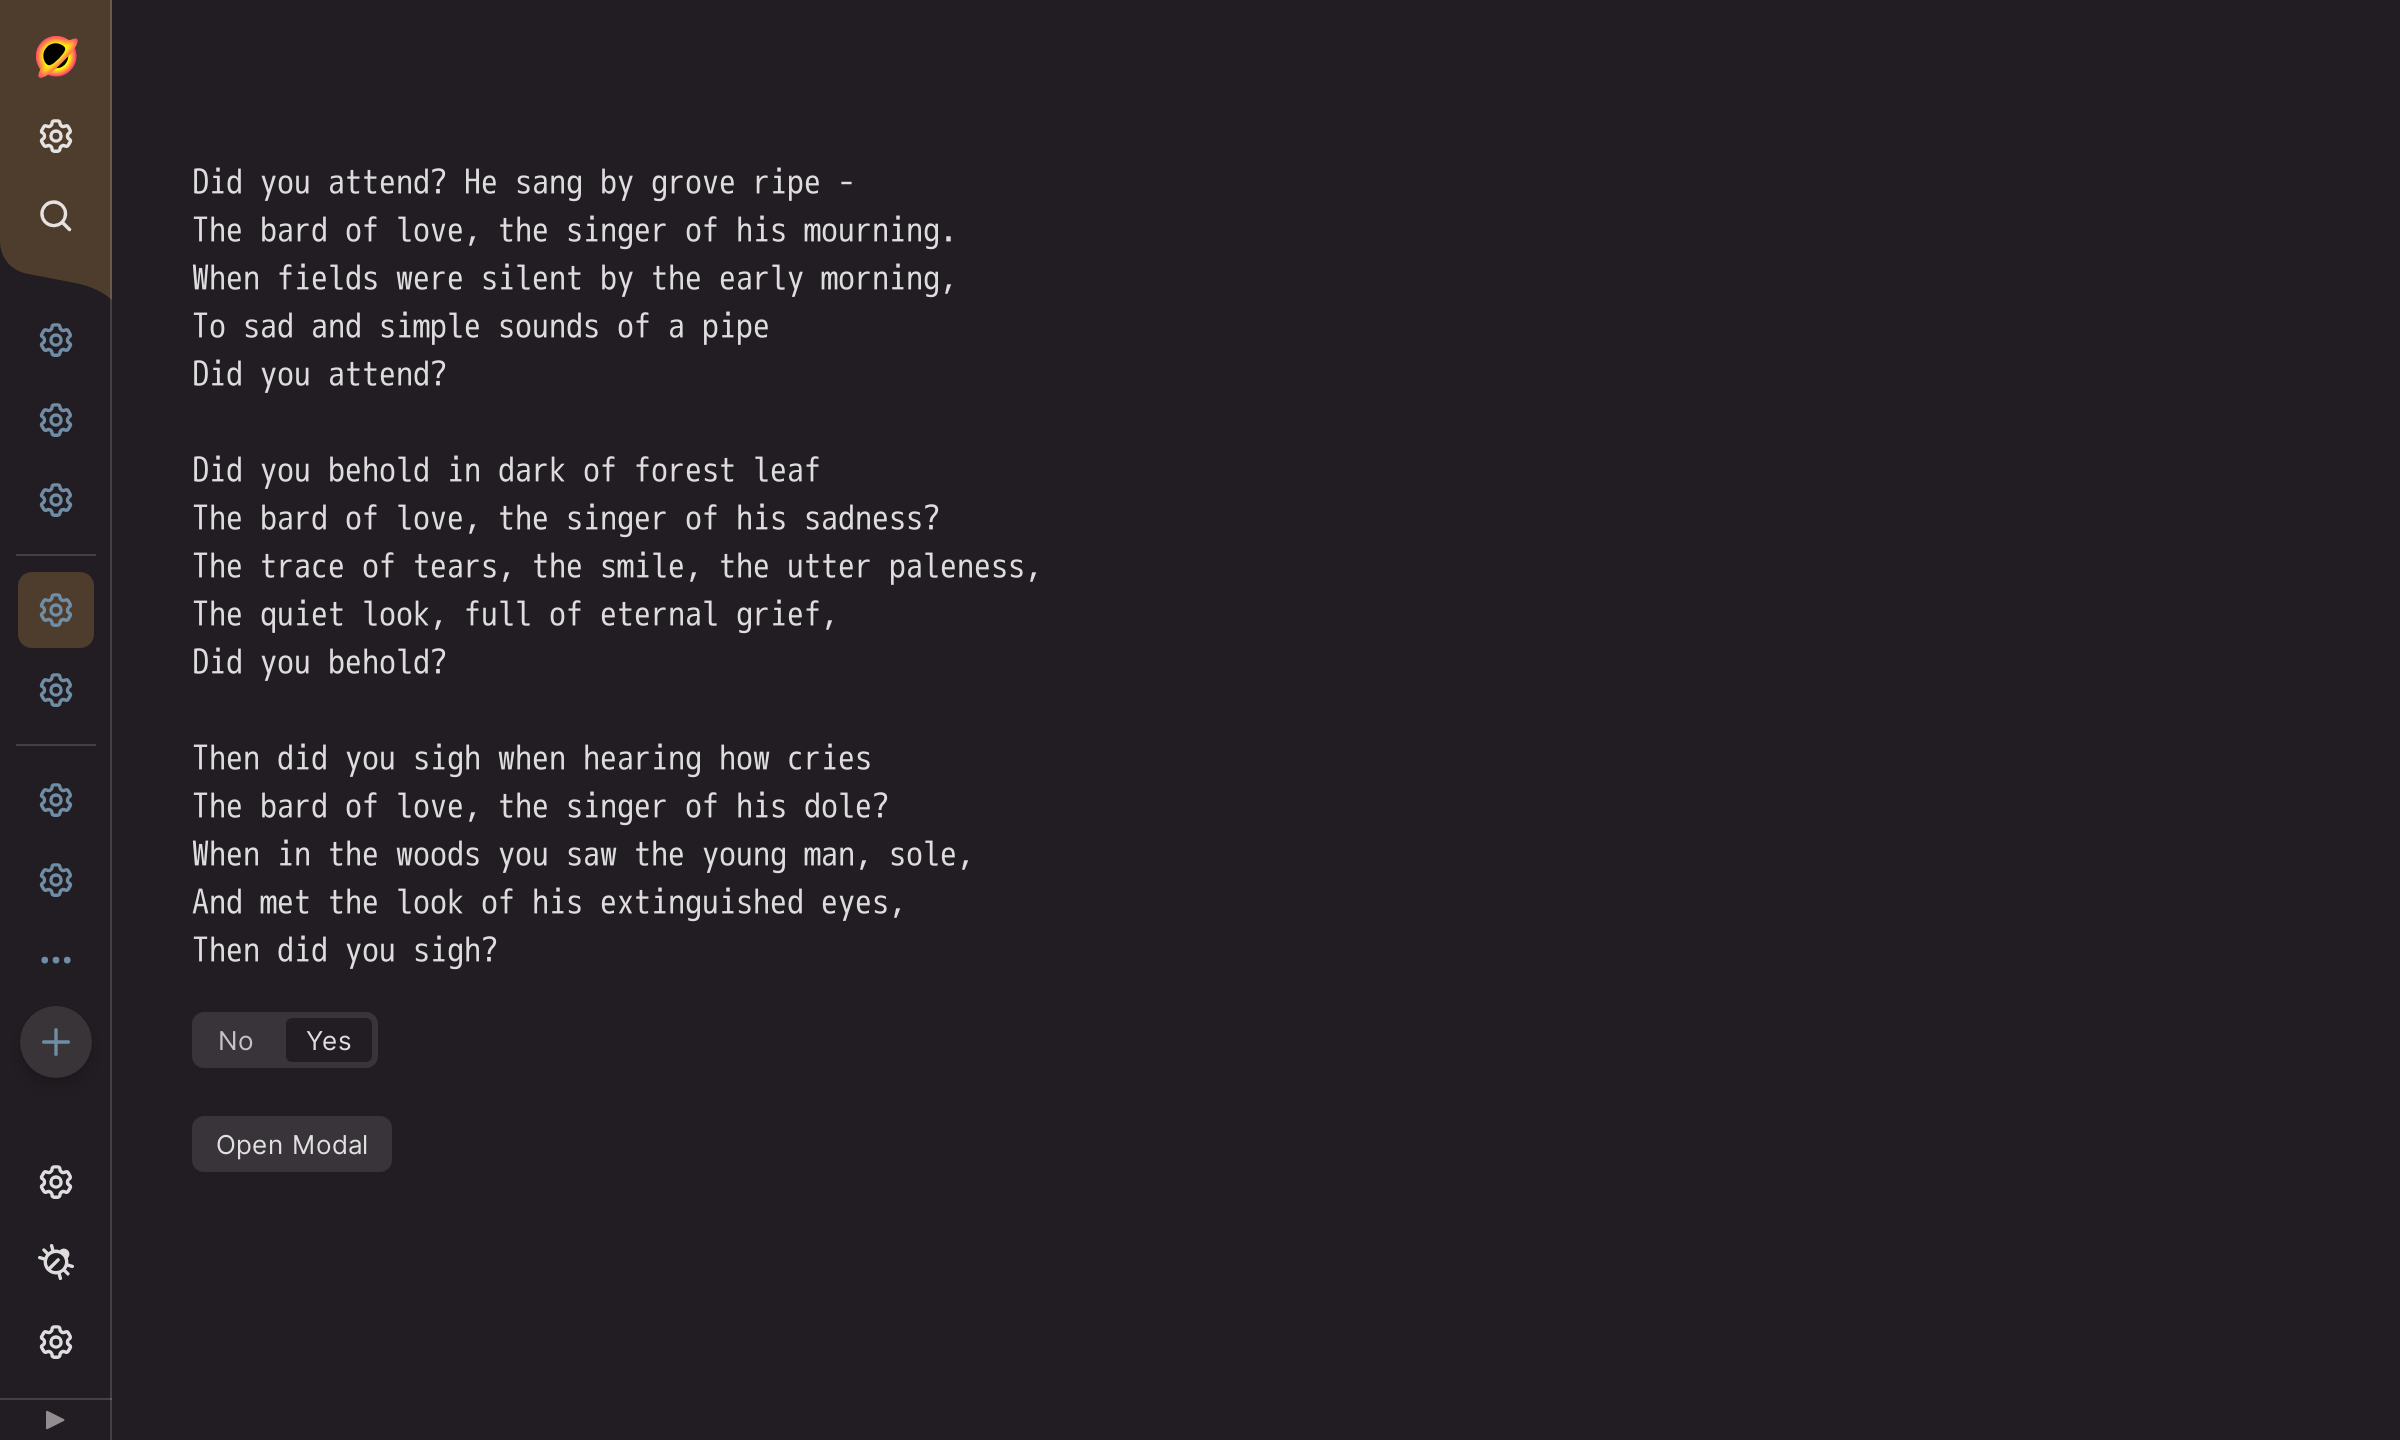 Did you attend? He sang by grove ripe -
The bard of love, the singer of his mourning.
When fields were silent by the early morning,
To sad and simple sounds of a pipe
Did you attend?
Did you behold in dark of forest leaf
The bard of love, the singer of his sadness?
The trace of tears, the smile, the utter paleness,
The quiet look, full of eternal grief,
Did you behold?
Then did you sigh when hearing how cries
The bard of love, the singer of his dole?
When in the woods you saw the young man, sole,
And met the look of his extinguished eyes,
Then did you sigh?
No Yes
Open Modal